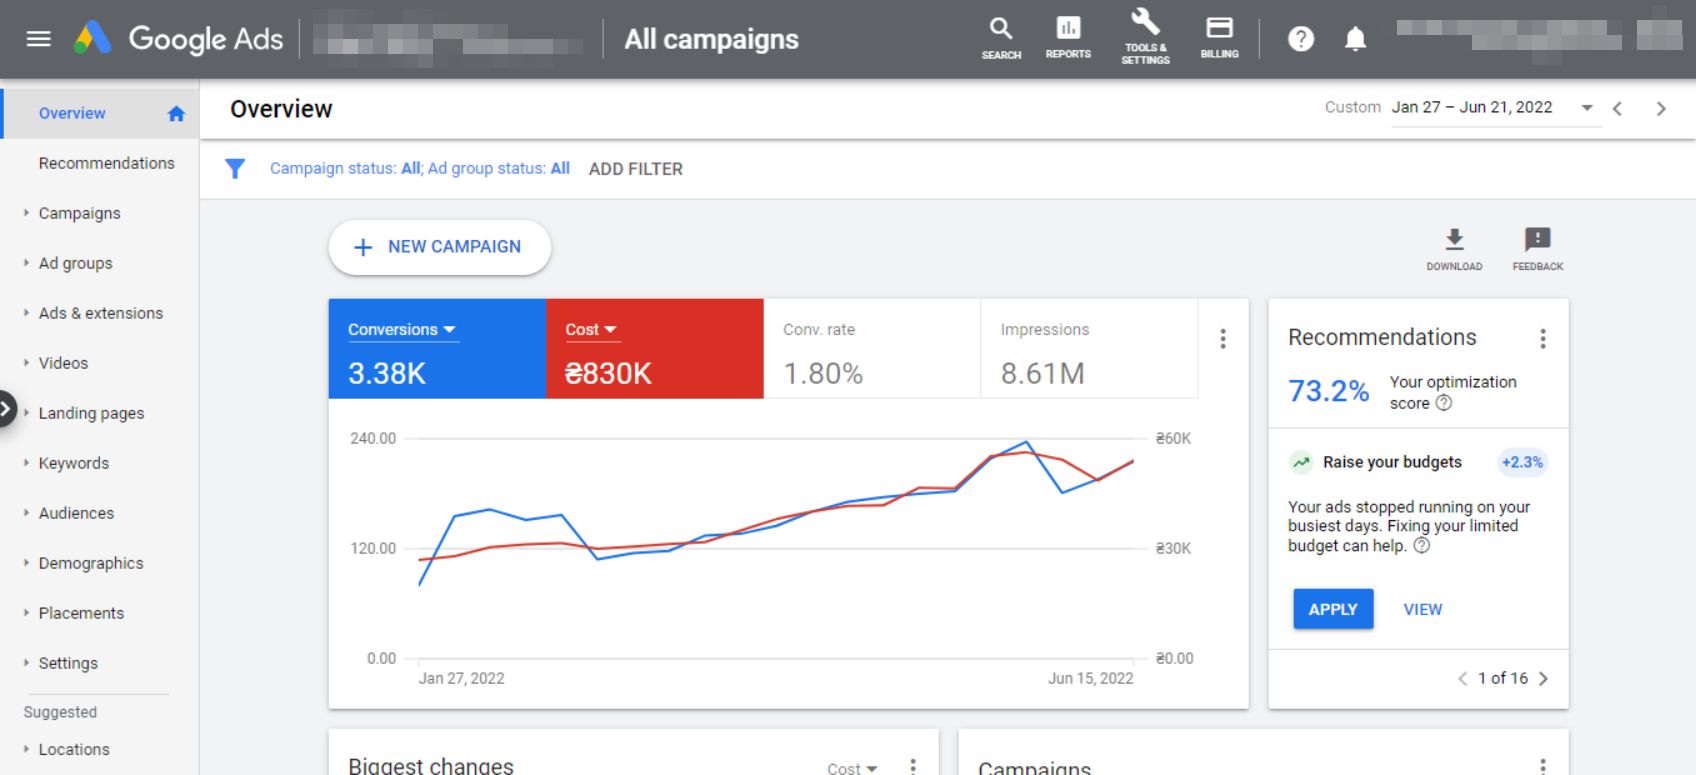 Google Ads
All campaigns
SEARCH
REPORTS
TOOLS &
SETTINGS
BILLING
Overview
Recommendations
Campaigns
Ad groups
Ads & extensions
Videos
Landing pages
Keywords
Audiences
Demographics
Placements
Settings
Suggested
Locations
Overview
Custom Jan 27 – Jun 21, 2022
Campaign status: All; Ad group status: All ADD FILTER
+ NEW CAMPAIGN
DOWNLOAD
FEEDBACK
Conversions
3.38K
Cost
₴830K
Conv. rate
1.80%
Impressions
8.61M
240.00
120.00
0.00
₴60K
₴30K
₴0.00
Jan 27, 2022
Jun 15, 2022
Recommendations
73.2%
Your optimization
score
Raise your budgets
+2.3%
Your ads stopped running on your
busiest days. Fixing your limited
budget can help.
APPLY VIEW
1 of 16
Biggest changes
Cost
Campaigns